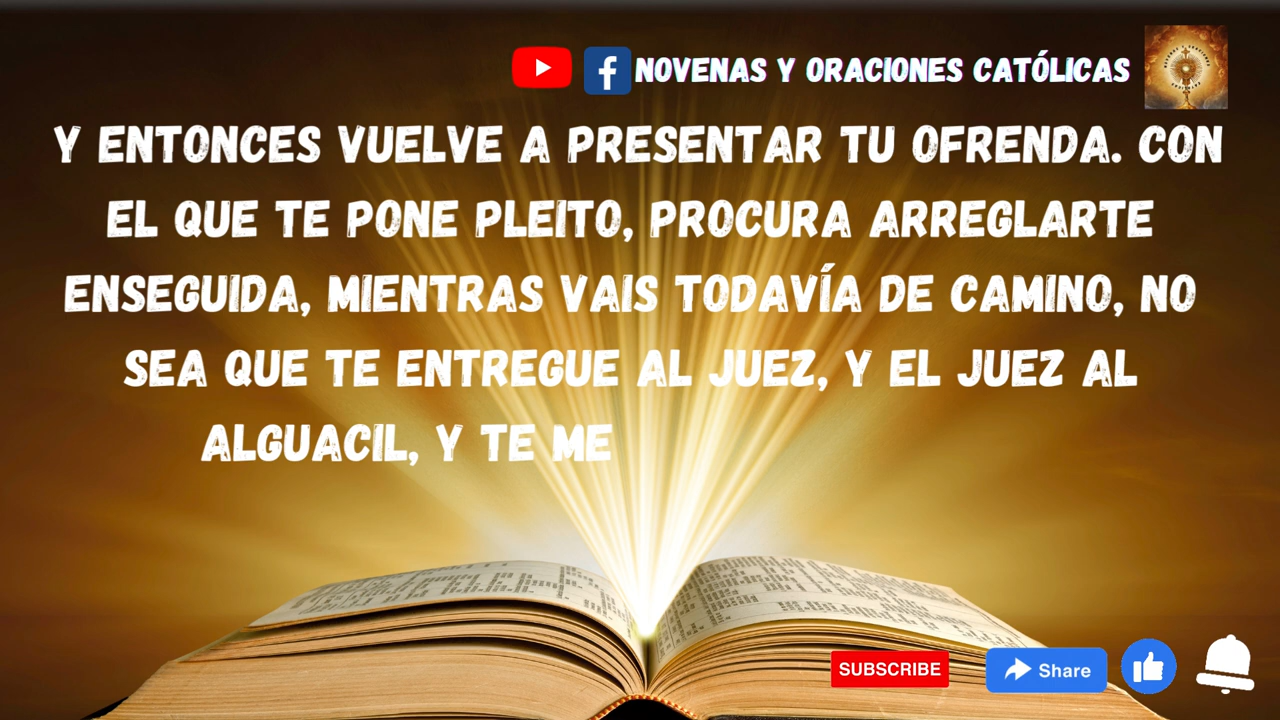 NOVENAS Y ORACIONES CATÓLICAS
Y ENTONCES VUELVE A PRESENTAR TU OFRENDA. CON
EL QUE TE PONE PLEITO, PROCURA ARREGLARTE
ENSEGUIDA, MIENTRAS VAIS TODAVÍA DE CAMINO, NO
SEA QUE TE ENTREGUE AL JUEZ, Y EL JUEZ AL
ALGUACIL, Y TE ME
SUBSCRIBE
Share